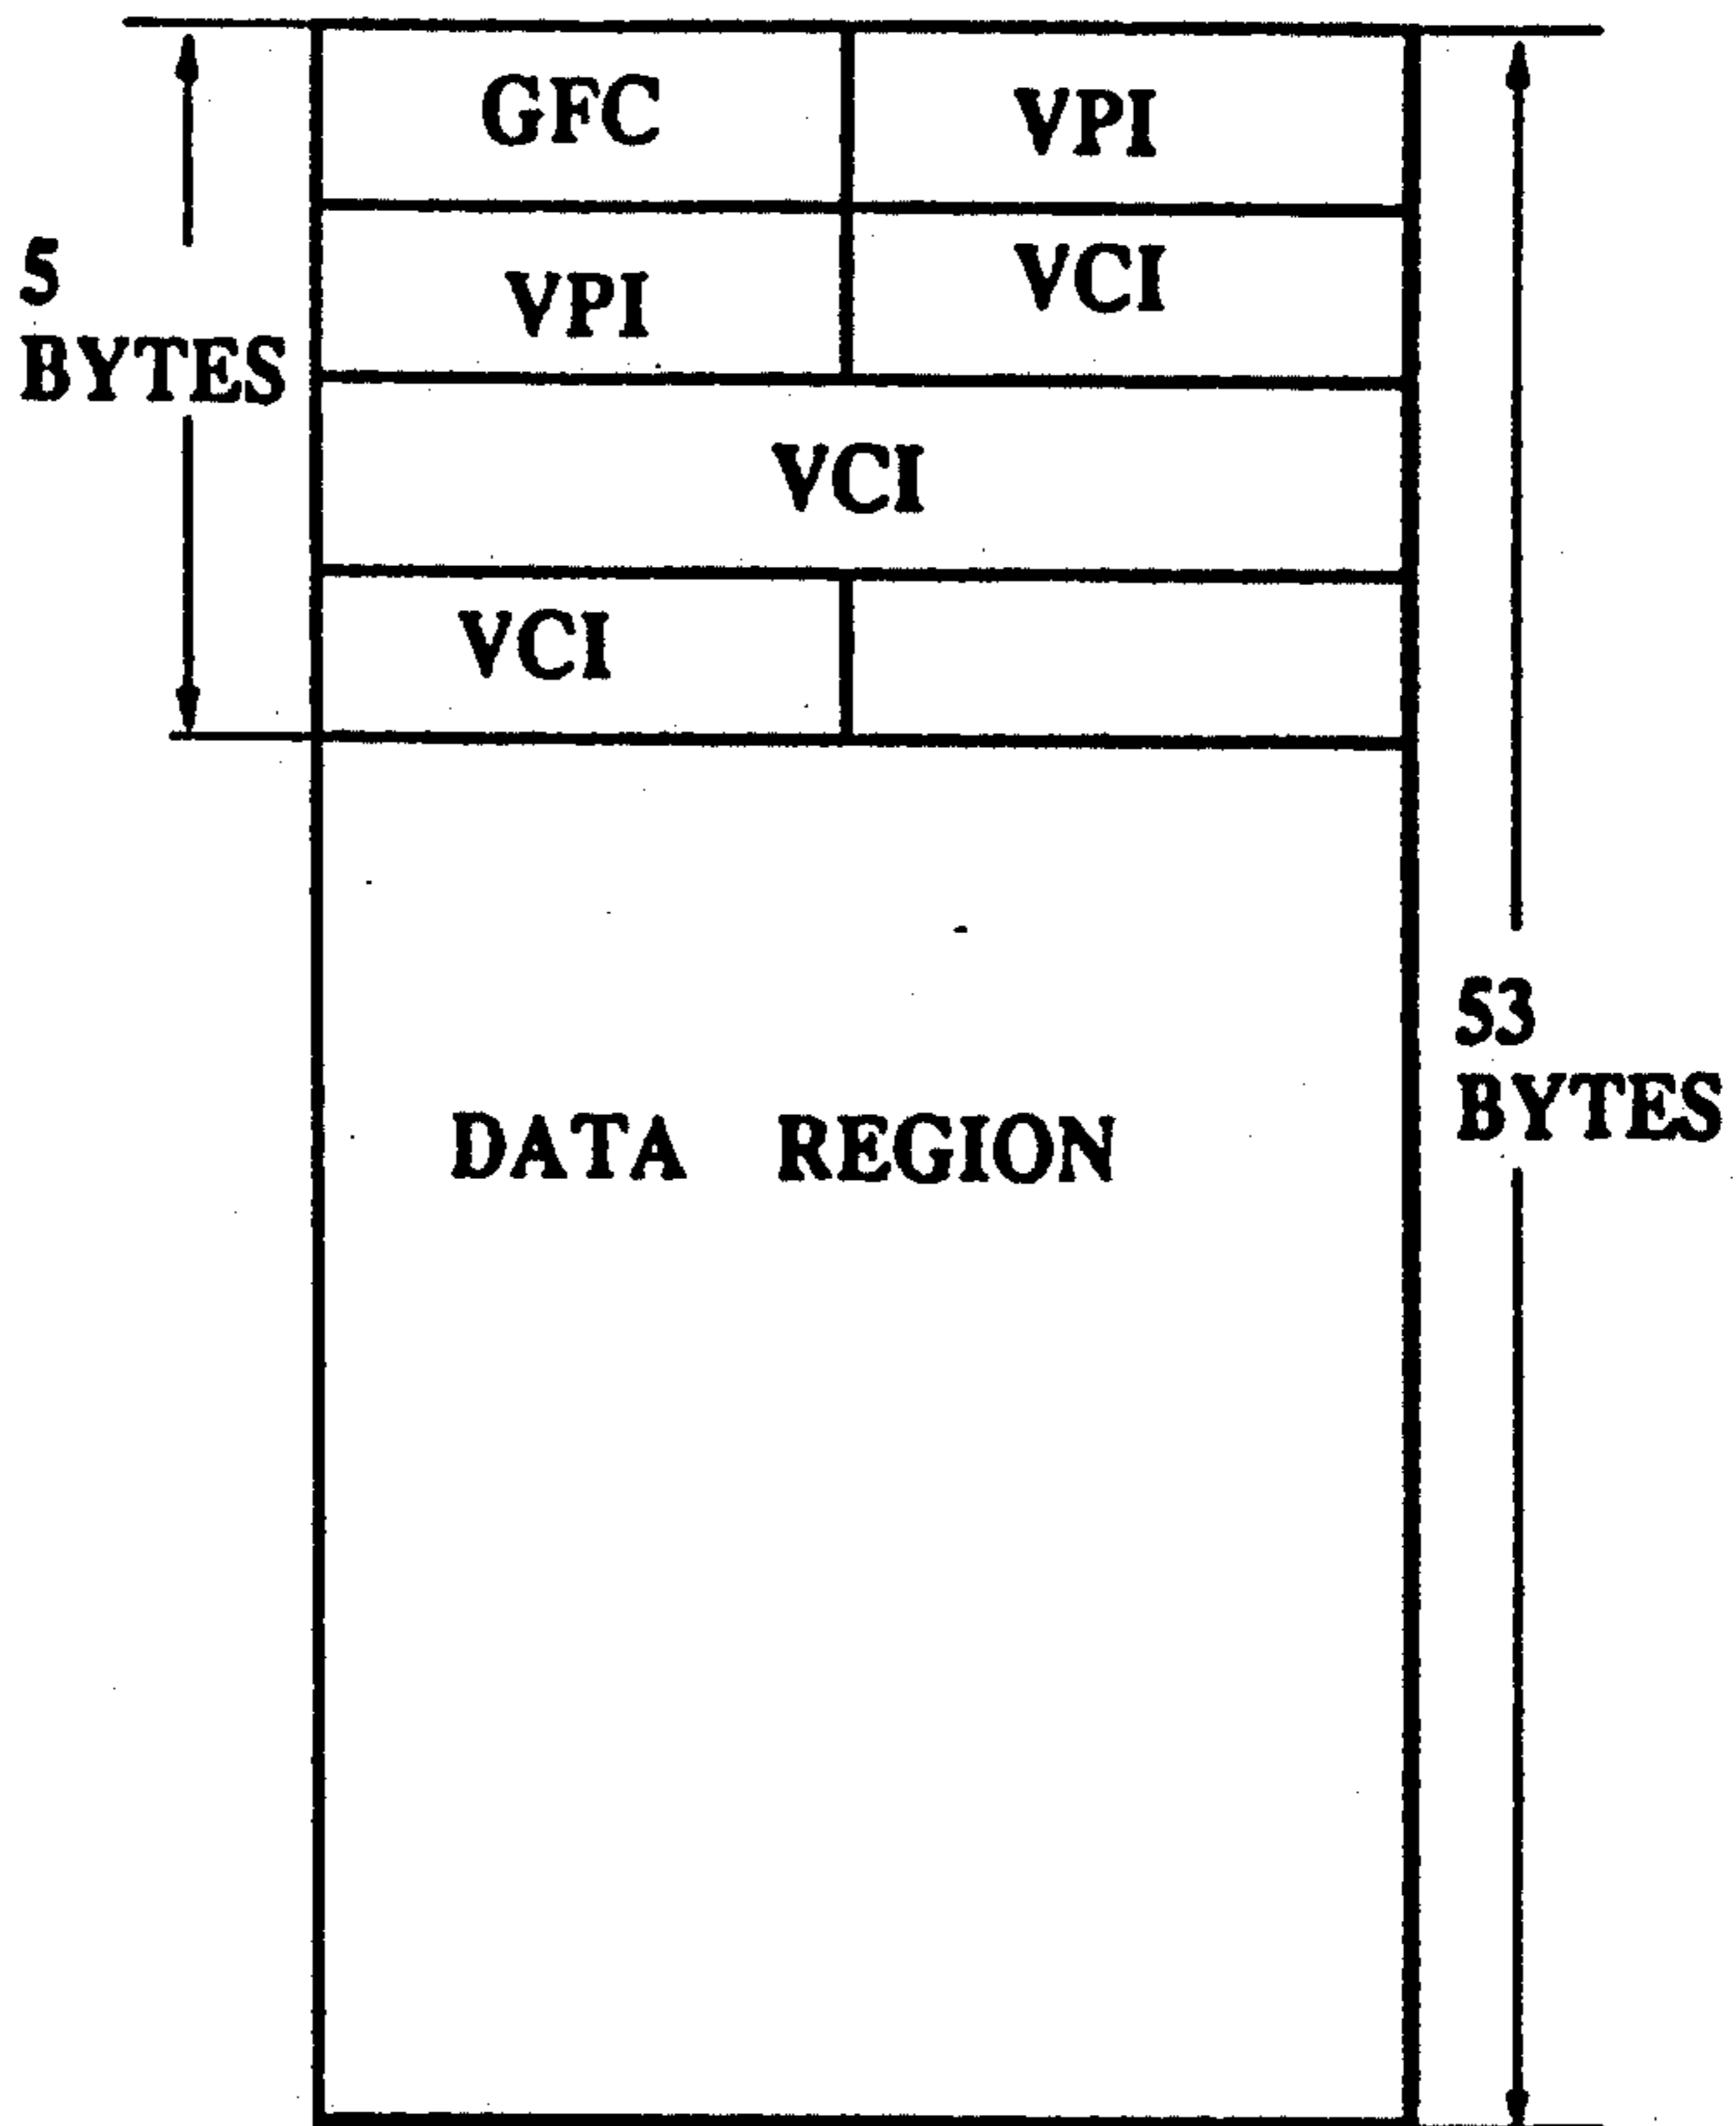 GFC VPI
5
BYTES
VPI VCI
VCI
VCI
53
BYTES
DATA REGION